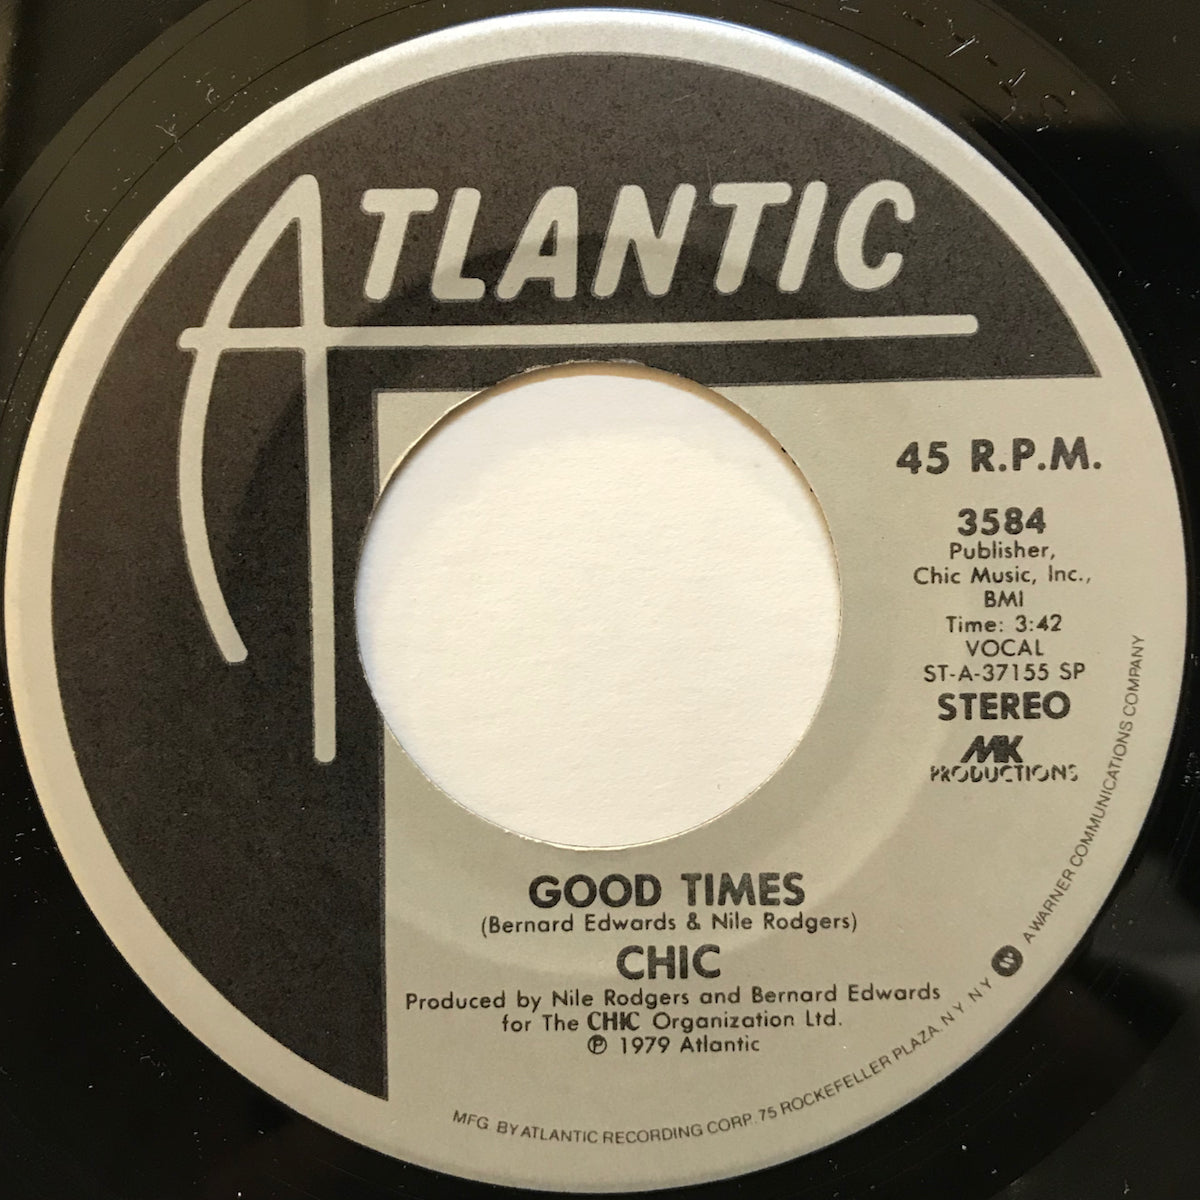 ATLANTIC
45 R.P.M.
3584
Publisher,
Chic Music, Inc.,
BMI
Time: 3:42
VOCAL
ST-A-37155 SP
STEREO
MK
PRODUCTIONS
GOOD TIMES
(Bernard Edwards & Nile Rodgers)
CHIC
Produced by Nile Rodgers and Bernard Edwards
for The CHIC Organization Ltd.
℗ 1979 Atlantic
MFG. BY ATLANTIC RECORDING CORP. 75 ROCKEFELLER PLAZA. N Y N Y A WARNER COMMUNICATIONS COMPANY